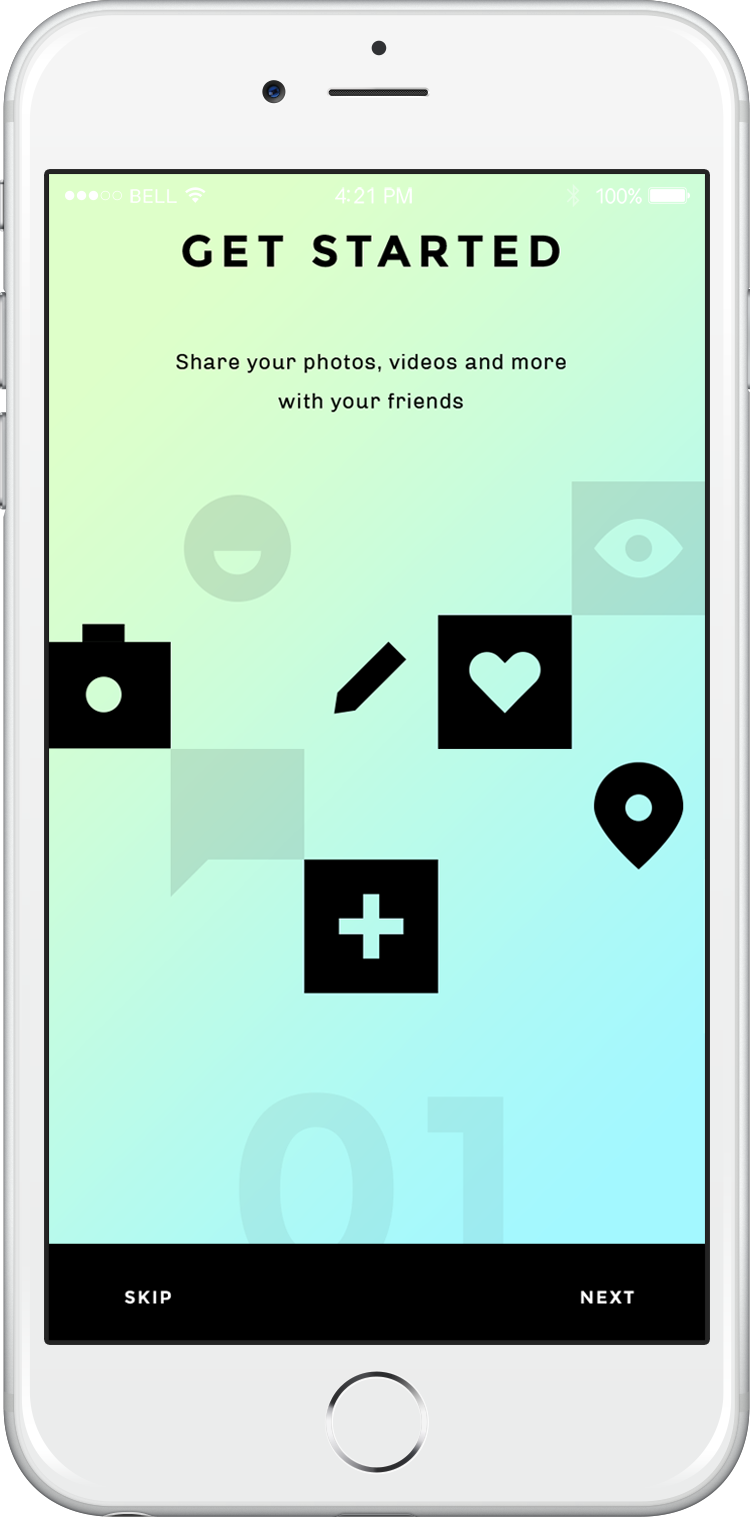 BELL 4:21 PM 100%
GET STARTED
Share your photos, videos and more
with your friends
01
SKIP NEXT